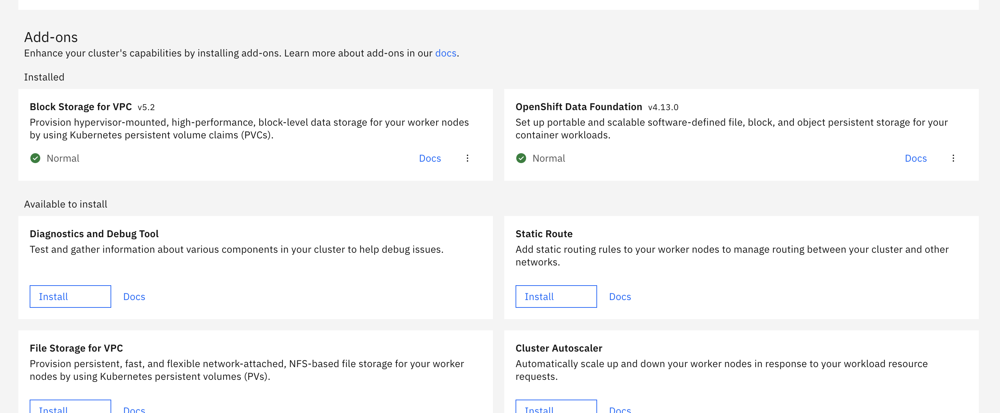 Add-ons
Enhance your cluster's capabilities by installing add-ons. Learn more about add-ons in our docs.
Installed
Block Storage for VPC v5.2
Provision hypervisor-mounted, high-performance, block-level data storage for your worker nodes
by using Kubernetes persistent volume claims (PVCs).
Normal
Docs
OpenShift Data Foundation v4.13.0
Set up portable and scalable software-defined file, block, and object persistent storage for your
container workloads.
Normal
Docs
Available to install
Diagnostics and Debug Tool
Test and gather information about various components in your cluster to help debug issues.
Install
Docs
Static Route
Add static routing rules to your worker nodes to manage routing between your cluster and other
networks.
Install
Docs
File Storage for VPC
Provision persistent, fast, and flexible network-attached, NFS-based file storage for your worker
nodes by using Kubernetes persistent volumes (PVs).
Install
Docs
Cluster Autoscaler
Automatically scale up and down your worker nodes in response to your workload resource
requests.
Install
Docs